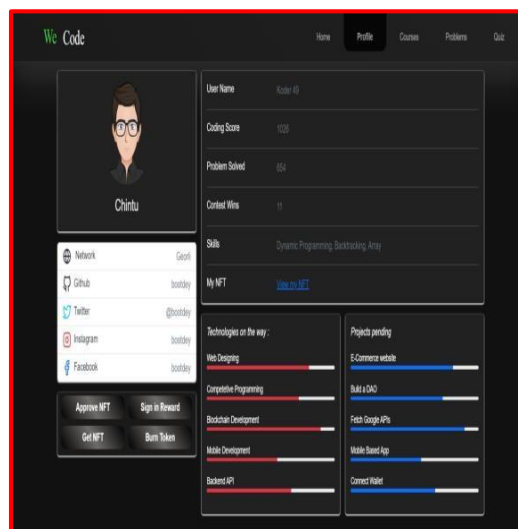 We Code
Home Profile Courses Problems Quiz
Chintu
Network Georli
Github bootdey
Twitter @bootdey
Instagram bootdey
Facebook bootdey
Approve NFT Sign in Reward
Get NFT Burn Token
User Name Koder 49
Coding Score 1026
Problem Solved 654
Contest Wins 11
Skills Dynamic Programming, Backtracking, Array
My NFT View my NFT
Technologies on the way :
Web Designing
Competetive Programming
Blockchain Development
Mobile Development
Backend API
Projects pending
E-Commerce website
Build a DAO
Fetch Google APIs
Mobile Based App
Connect Wallet